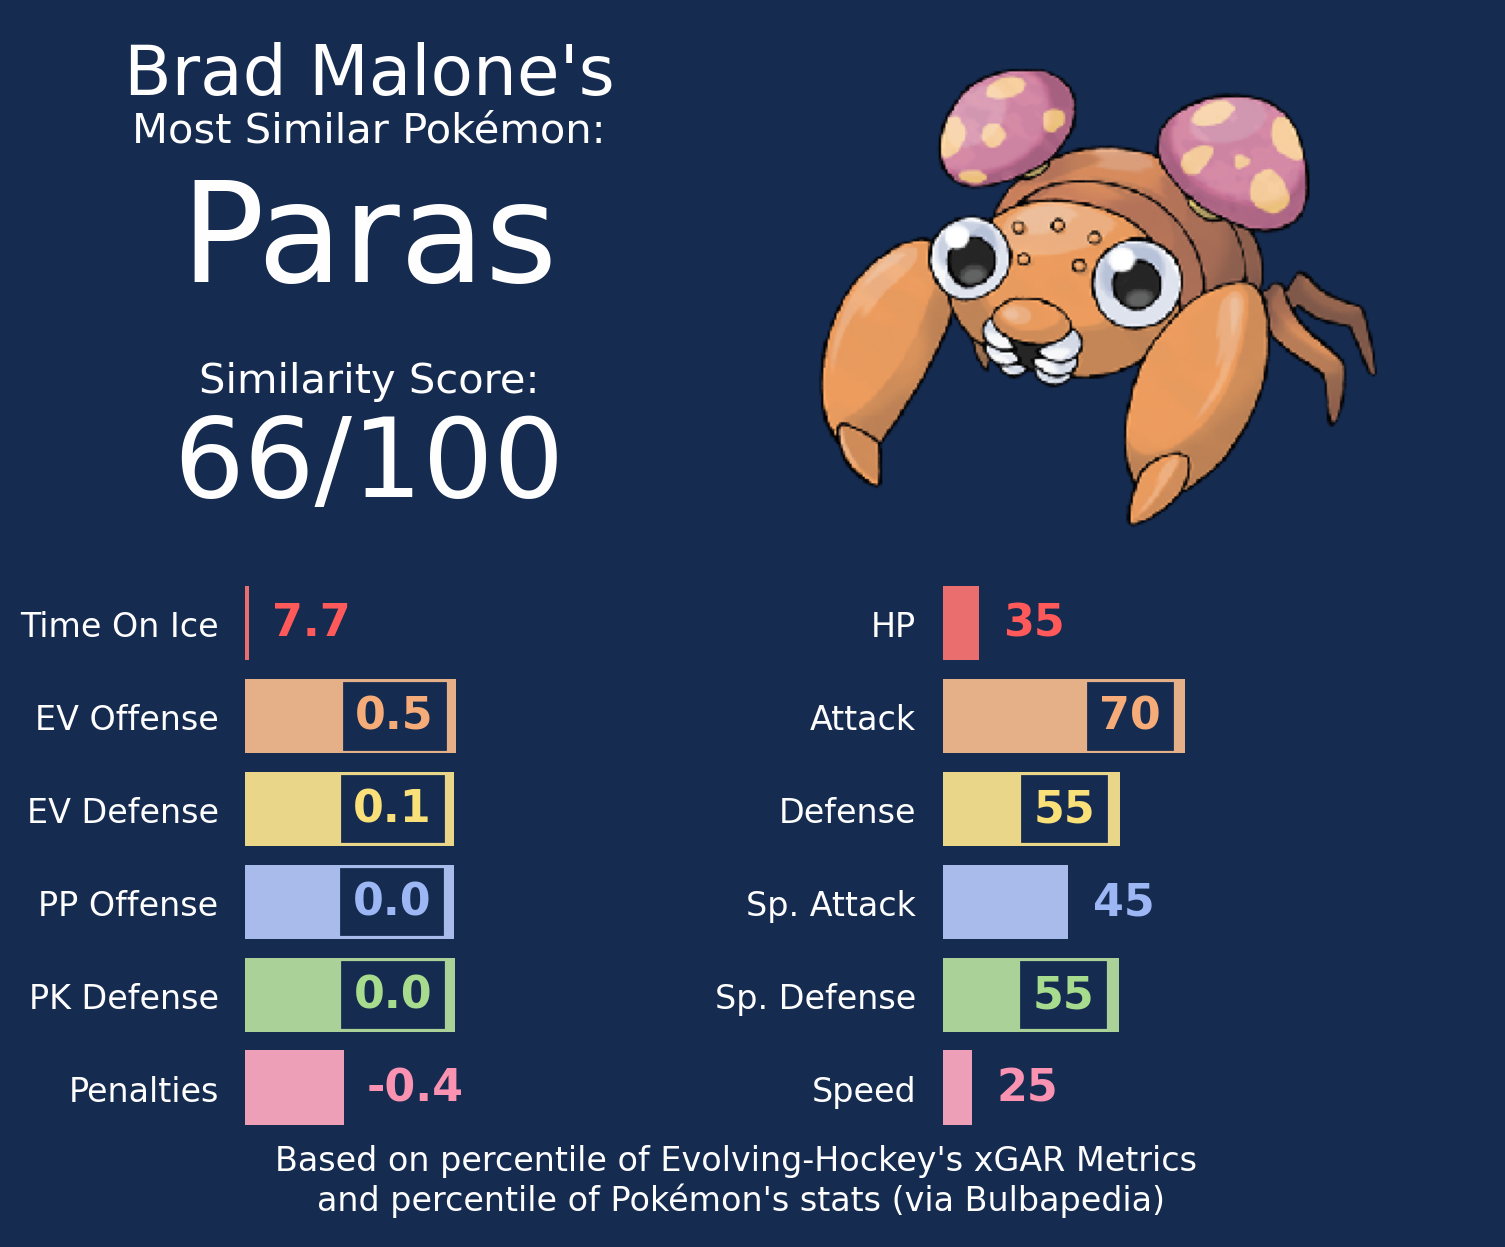 Brad Malone's
Most Similar Pokémon:
Paras
Similarity Score:
66/100
Time On Ice 7.7
EV Offense 0.5
EV Defense 0.1
PP Offense 0.0
PK Defense 0.0
Penalties -0.4
HP 35
Attack 70
Defense 55
Sp. Attack 45
Sp. Defense 55
Speed 25
Based on percentile of Evolving-Hockey's xGAR Metrics
and percentile of Pokémon's stats (via Bulbapedia)